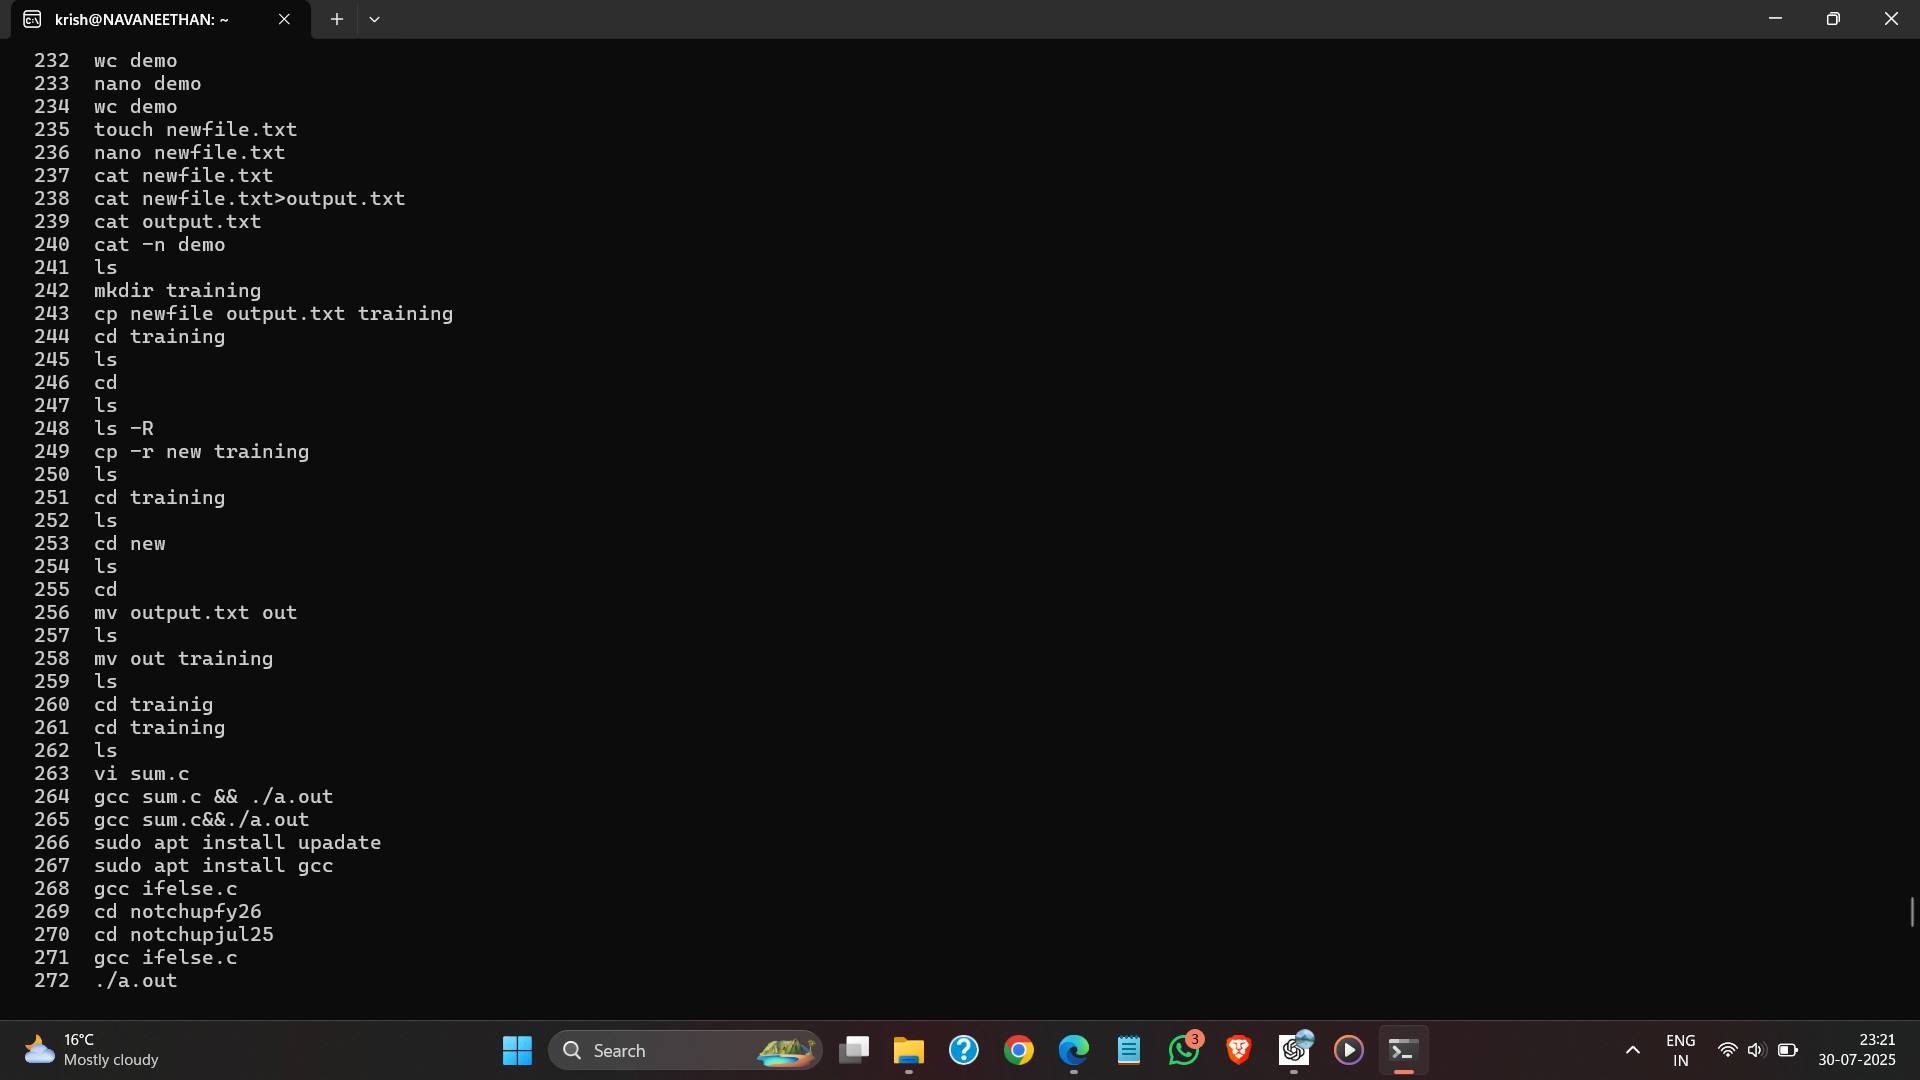 krish@NAVANEETHAN: ~
232 wc demo
233 nano demo
234 wc demo
235 touch newfile.txt
236 nano newfile.txt
237 cat newfile.txt
238 cat newfile.txt>output.txt
239 cat output.txt
240 cat -n demo
241 ls
242 mkdir training
243 cp newfile output.txt training
244 cd training
245 ls
246 cd
247 ls
248 ls -R
249 cp -r new training
250 ls
251 cd training
252 ls
253 cd new
254 ls
255 cd
256 mv output.txt out
257 ls
258 mv out training
259 ls
260 cd trainig
261 cd training
262 ls
263 vi sum.c
264 gcc sum.c && ./a.out
265 gcc sum.c&&./a.out
266 sudo apt install upadate
267 sudo apt install gcc
268 gcc ifelse.c
269 cd notchupfy26
270 cd notchupjul25
271 gcc ifelse.c
272 ./a.out
16°C
Mostly cloudy
Search
3
ENG
IN
23:21
30-07-2025